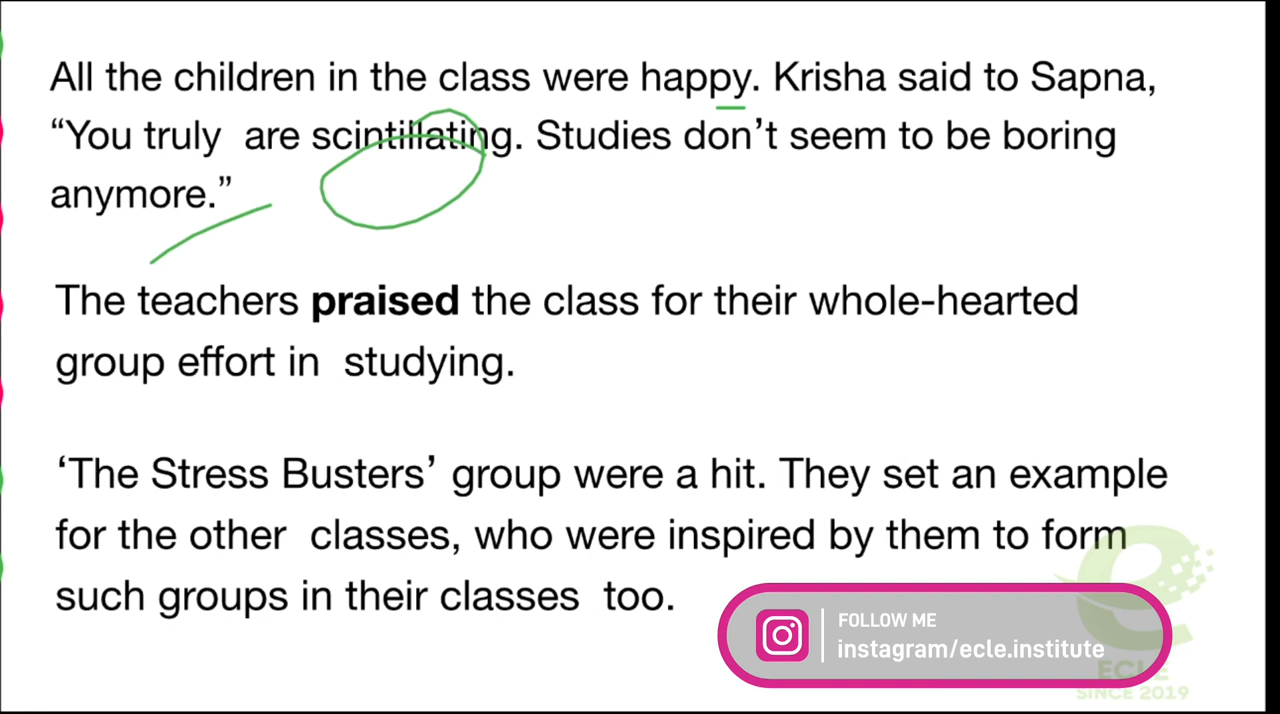 All the children in the class were happy. Krisha said to Sapna,
“You truly are scintillating. Studies don’t seem to be boring
anymore.”
The teachers praised the class for their whole-hearted
group effort in studying.
‘The Stress Busters’ group were a hit. They set an example
for the other classes, who were inspired by them to form
such groups in their classes too.
FOLLOW ME
instagram/ecle.institute
ECLE
SINCE 2019